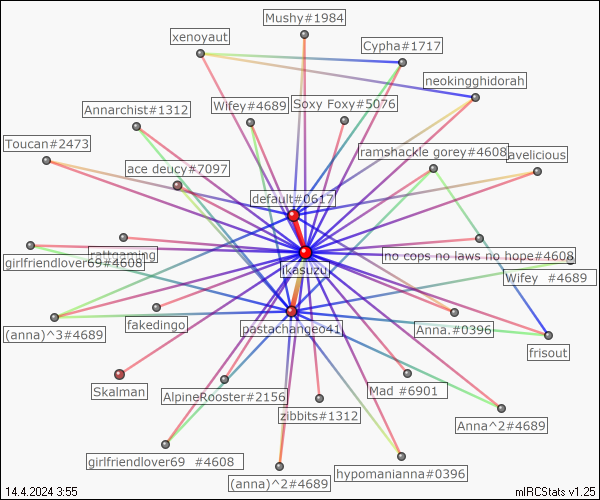 Mushy#1984
xenoyaut
Cypha#1717
neokingghidorah
Annarchist#1312
Wifey#4689
Soxy Foxy#5076
Toucan#2473
ramshackle gorey#4608
avelicious
ace deucy#7097
default#0617
rattgaming
no cops no laws no hope#4608
girlfriendlover69#4608
ikasuzu
Wifey #4689
fakedingo
(anna)^3#4689
pastachangeo41
Anna.#0396
frisout
Skalman
AlpineRooster#2156
Mad #6901
zibbits#1312
Anna^2#4689
girlfriendlover69 #4608
hypomanianna#0396
(anna)^2#4689
14.4.2024 3:55
mIRCStats v1.25